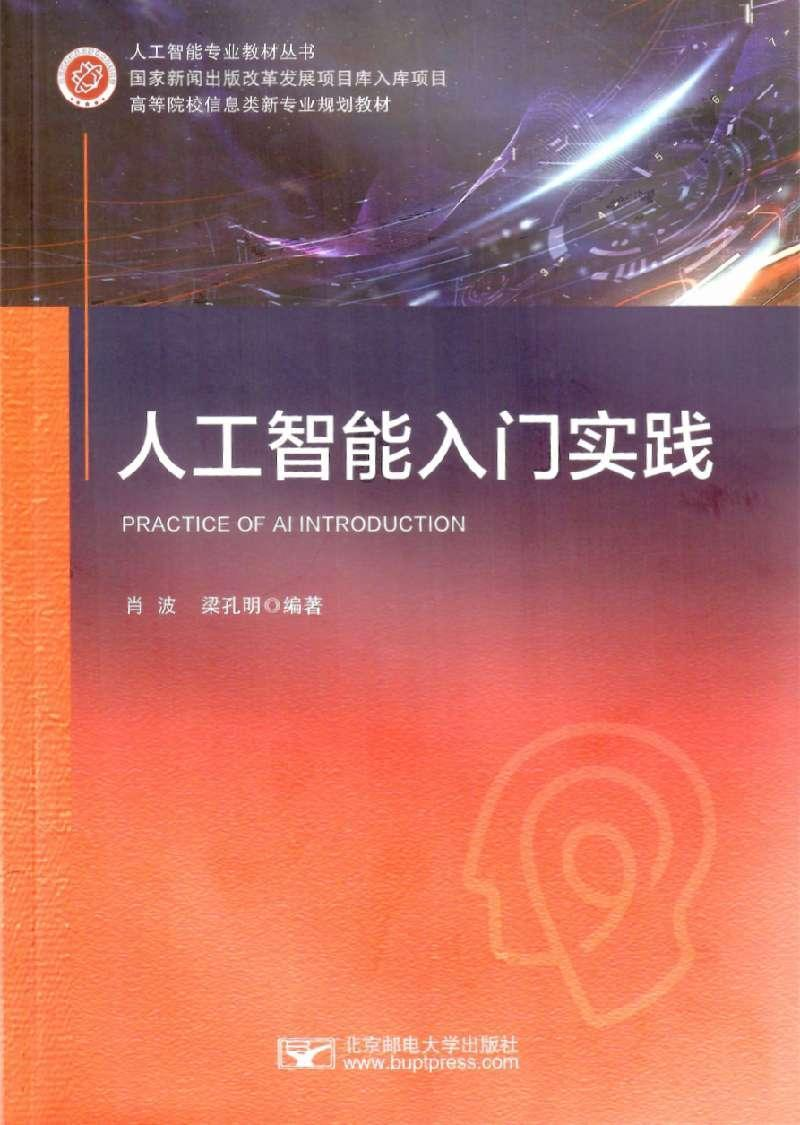 人工智能专业教材丛书
国家新闻出版改革发展项目库入库项目
高等院校信息类新专业规划教材
人工智能入门实践
PRACTICE OF AI INTRODUCTION
肖 波 梁孔明◎编著
北京邮电大学出版社
www.buptpress.com